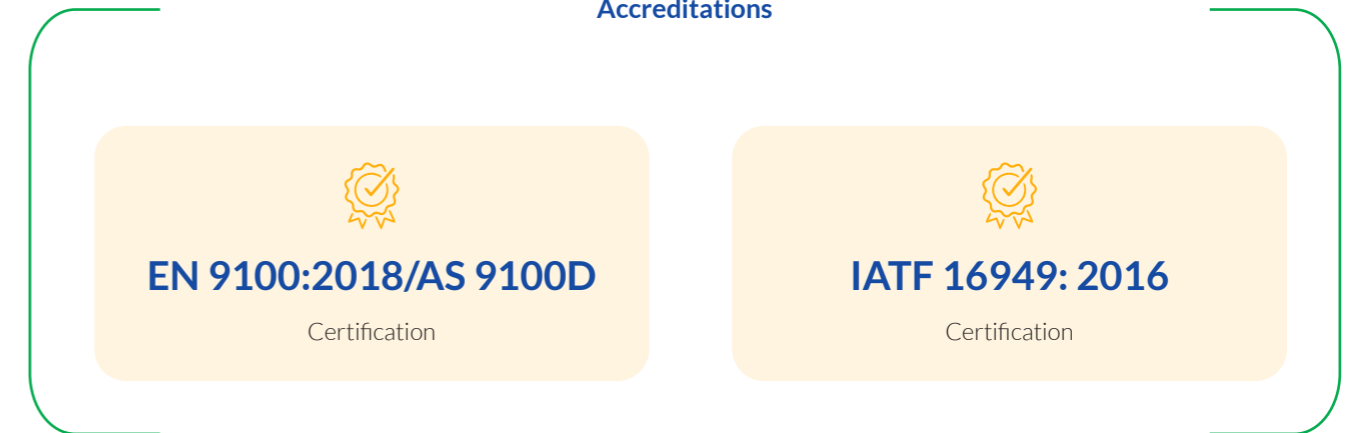 Accreditations
EN 9100:2018/AS 9100D
Certification
IATF 16949: 2016
Certification